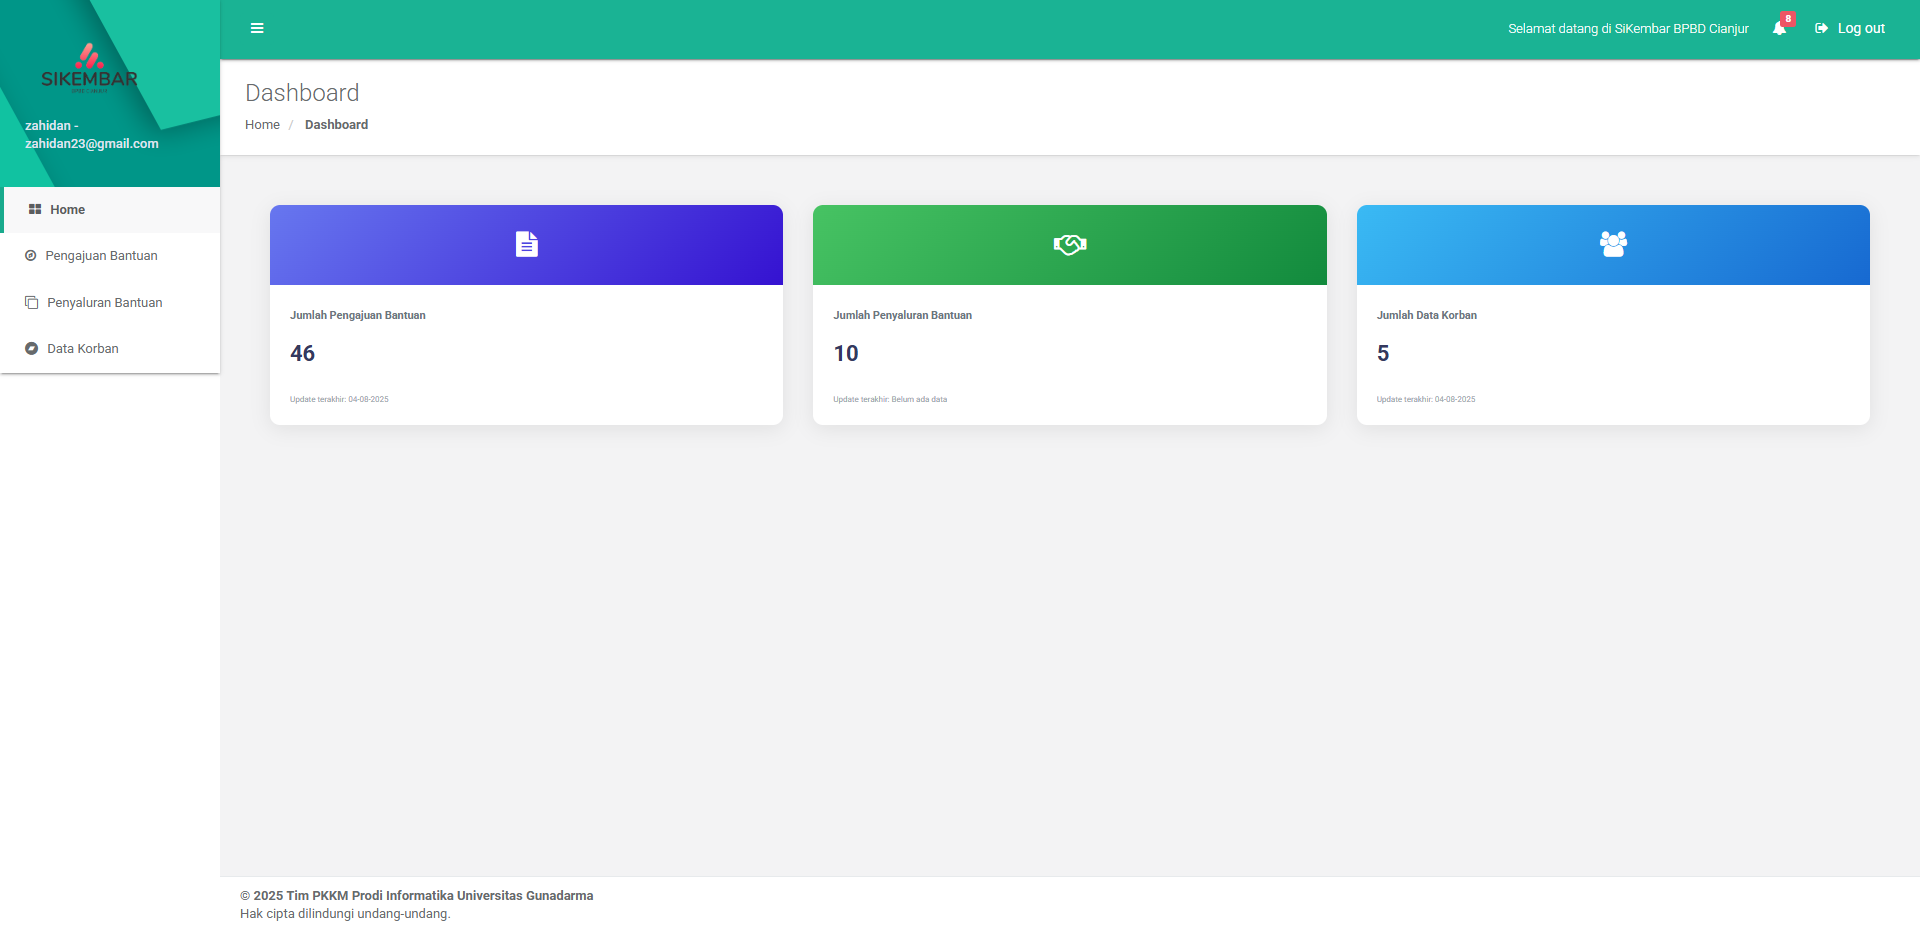 SIKEMBAR
zahidan -
zahidan23@gmail.com
Home
Pengajuan Bantuan
Penyaluran Bantuan
Data Korban
Selamat datang di SiKembar BPBD Cianjur
8
Log out
Dashboard
Home / Dashboard
Jumlah Pengajuan Bantuan
46
Update terakhir: 04-08-2025
Jumlah Penyaluran Bantuan
10
Update terakhir: Belum ada data
Jumlah Data Korban
5
Update terakhir: 04-08-2025
© 2025 Tim PKKM Prodi Informatika Universitas Gunadarma
Hak cipta dilindungi undang-undang.